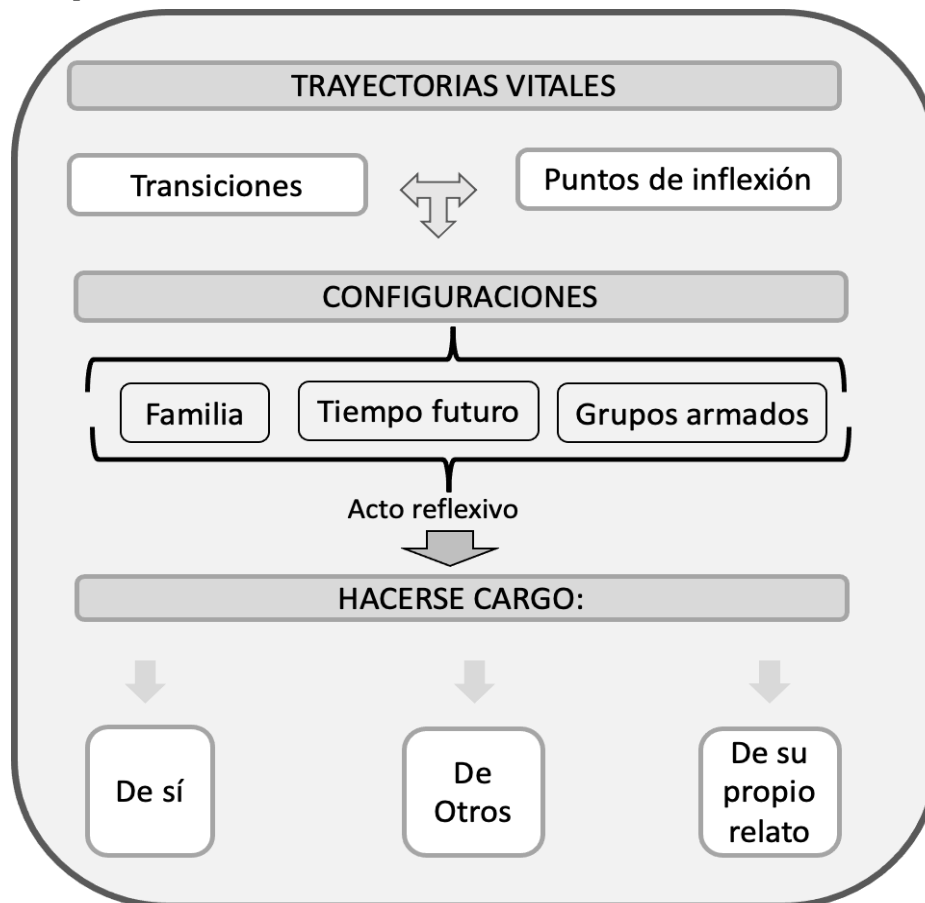 TRAYECTORIAS VITALES
Transiciones
Puntos de inflexión
CONFIGURACIONES
Familia
Tiempo futuro
Grupos armados
Acto reflexivo
HACERSE CARGO:
De sí
De
Otros
De su
propio
relato